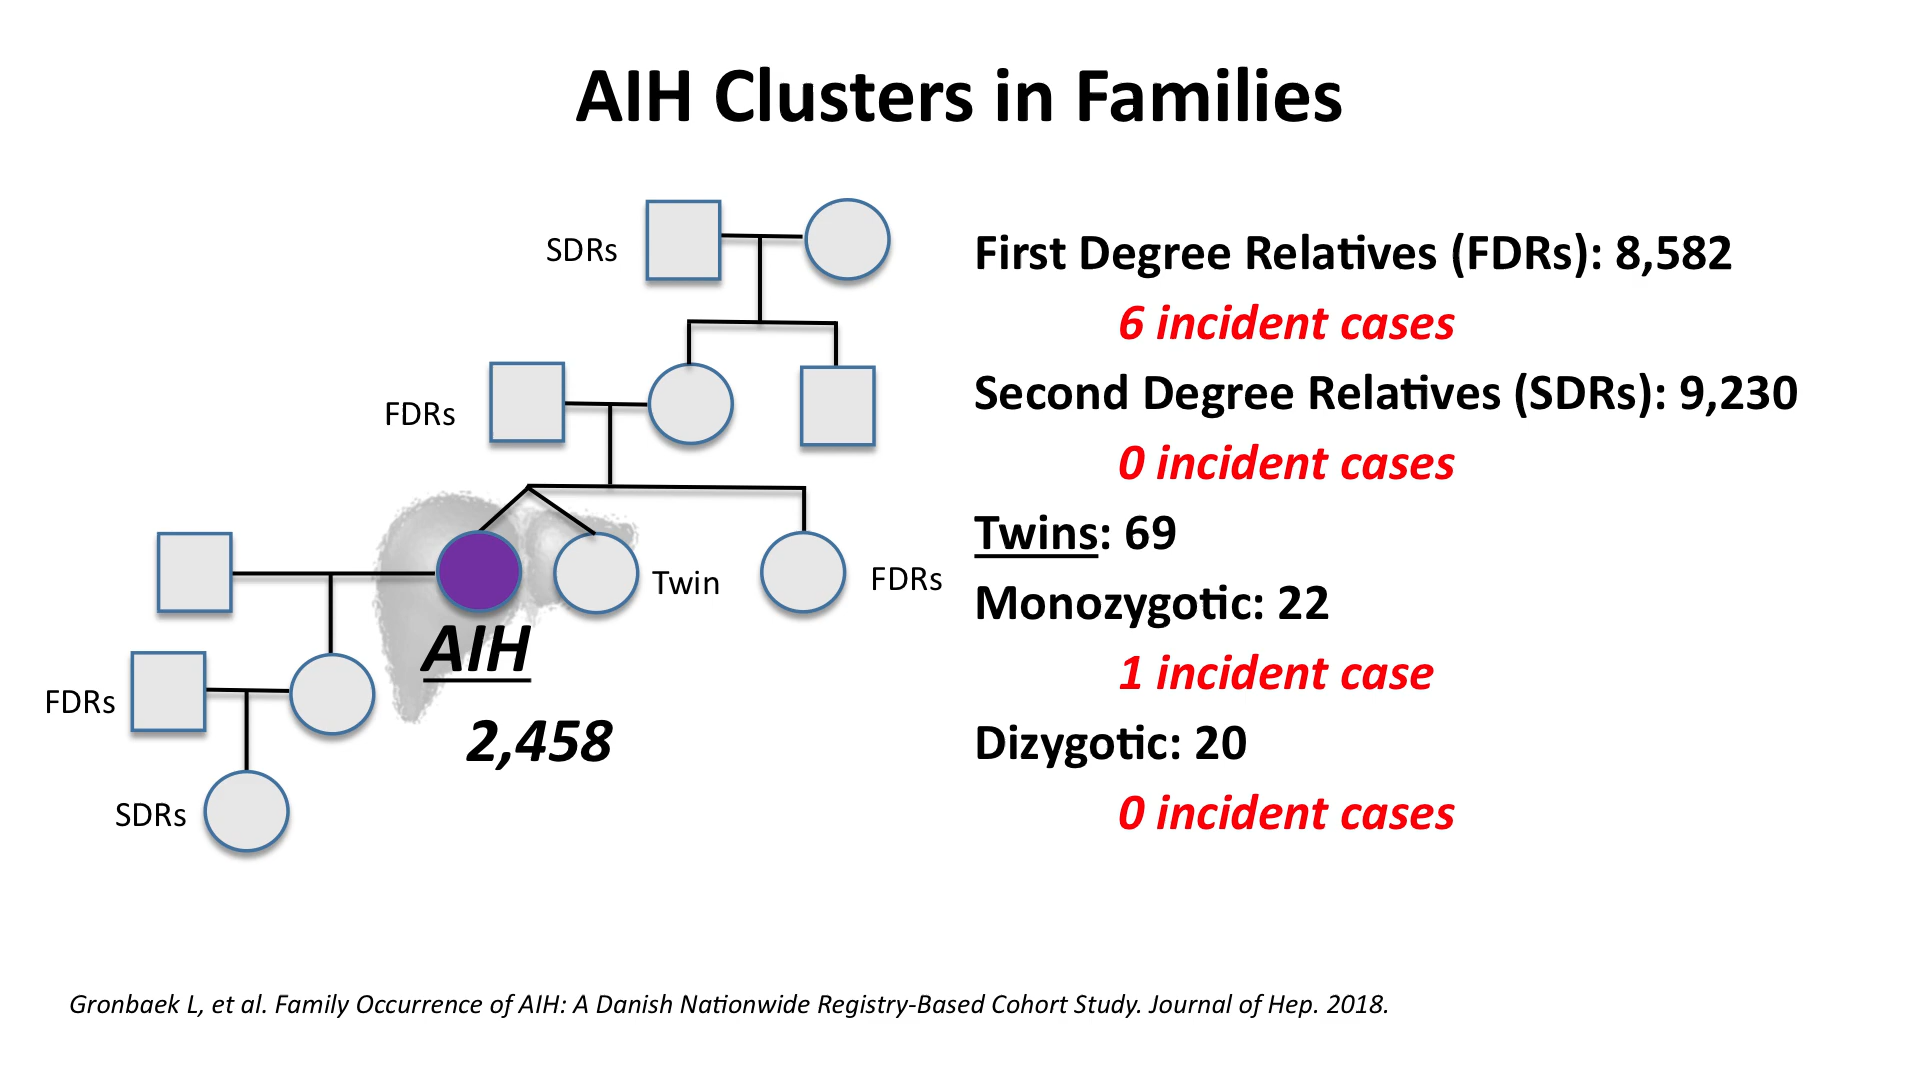 AIH Clusters in Families
SDRs
FDRs
Twin
FDRs
AIH
2,458
FDRs
SDRs
First Degree Relatives (FDRs): 8,582
6 incident cases
Second Degree Relatives (SDRs): 9,230
0 incident cases
Twins: 69
Monozygotic: 22
1 incident case
Dizygotic: 20
0 incident cases
Gronbaek L, et al. Family Occurrence of AIH: A Danish Nationwide Registry-Based Cohort Study. Journal of Hep. 2018.